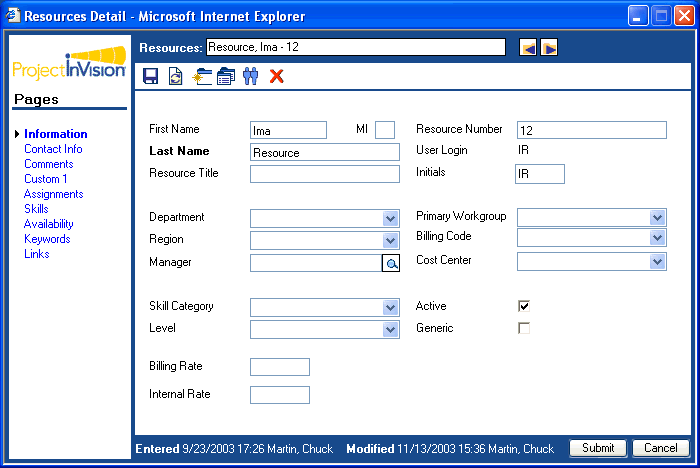 Resources Detail - Microsoft Internet Explorer
ProjectinVision
Pages
Information
Contact Info
Comments
Custom 1
Assignments
Skills
Availability
Keywords
Links
Resources: Resource, Ima - 12
First Name Ima MI Resource Number 12
Last Name Resource User Login IR
Resource Title Initials IR
Department Primary Workgroup
Region Billing Code
Manager Cost Center
Skill Category Active
Level Generic
Billing Rate
Internal Rate
Entered 9/23/2003 17:26 Martin, Chuck Modified 11/13/2003 15:36 Martin, Chuck Submit Cancel